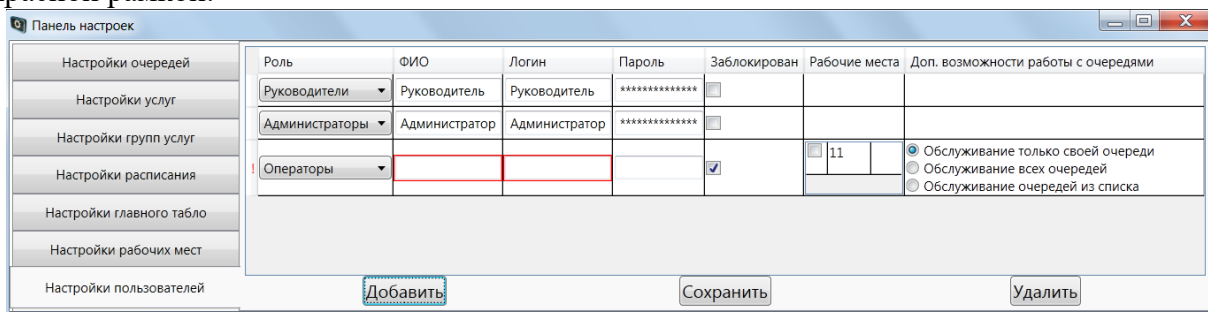 красной рамкой.
Панель настроек
Настройки очередей
Настройки услуг
Настройки групп услуг
Настройки расписания
Настройки главного табло
Настройки рабочих мест
Настройки пользователей
Роль ФИО Логин Пароль Заблокирован Рабочие места Доп. возможности работы с очередями
Руководители Руководитель Руководитель **************
Администраторы Администратор Администратор **************
! Операторы 11
Обслуживание только своей очереди
Обслуживание всех очередей
Обслуживание очередей из списка
Добавить Сохранить Удалить